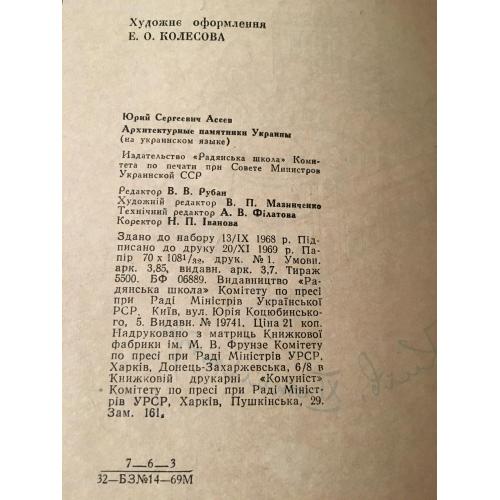 Художнє оформлення
Е. О. КОЛЕСОВА
Юрий Сергеевич Асеев
Архитектурные памятники Украины
(на украинском языке)
Издательство «Радянська школа» Коми-
тета по печати при Совете Министров
Украинской ССР
Редактор В. В. Рубан
Художній редактор В. П. Мазниченко
Технічний редактор А. В. Філатова
Коректор Н. П. Іванова
Здано до набору 13/IX 1968 р. Під-
писано до друку 20/XI 1969 р. Па-
пір 70 х 108¹/₃₂, друк. № 1. Умовн.
арк. 3,85, видавн. арк. 3,7. Тираж
5500. БФ 06889. Видавництво «Ра-
дянська школа» Комітету по пресі
при Раді Міністрів Української
РСР. Київ, вул. Юрія Коцюбинсько-
го, 5. Видавн. № 19741. Ціна 21 коп.
Надруковано з матриць Книжкової
фабрики ім. М. В. Фрунзе Комітету
по пресі при Раді Міністрів УРСР.
Харків, Донець-Захаржевська, 6/8 в
Книжковій друкарні «Комуніст»
Комітету по пресі при Раді Мініст-
рів УРСР, Харків, Пушкінська, 29.
Зам. 161.
7—6—3
32—БЗ№14—69М